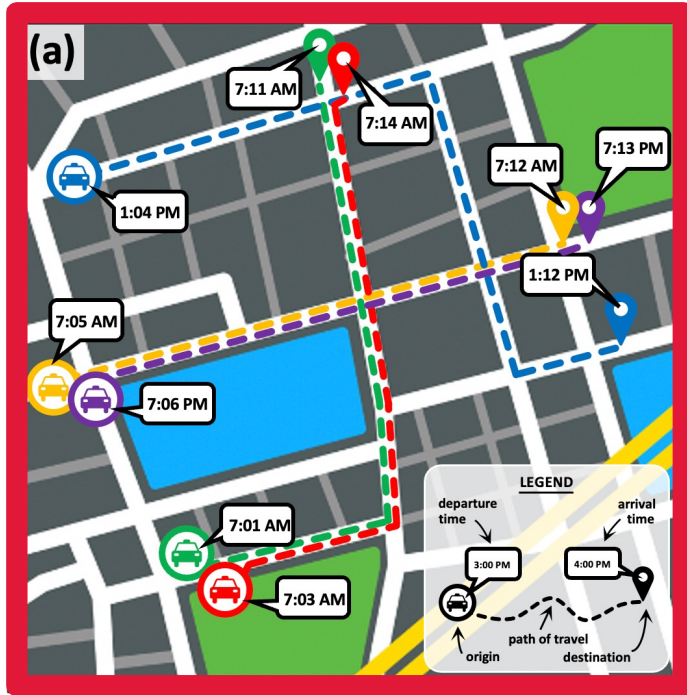 (a)
7:11 AM
7:14 AM
7:12 AM
7:13 PM
1:04 PM
1:12 PM
7:05 AM
7:06 PM
7:01 AM
7:03 AM
LEGEND
departure
time
arrival
time
3:00 PM
4:00 PM
path of travel
origin
destination